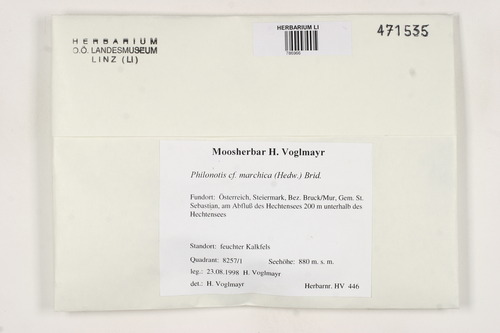 HERBARIUM
O.Ö. LANDESMUSEUM
LINZ (LI)
HERBARIUM LI
471535
Moosherbar H. Voglmayr
Philonotis cf. marchica (Hedw.) Brid.
Fundort: Österreich, Steiermark, Bez. Bruck/Mur, Gem. St.
Sebastian, am Abfluß des Hechtensees 200 m unterhalb des
Hechtensees
Standort: feuchter Kalkfels
Quadrant: 8257/1 Seehöhe: 880 m. s. m.
leg.: 23.08.1998 H. Voglmayr
det.: H. Voglmayr Herbarnr. HV 446